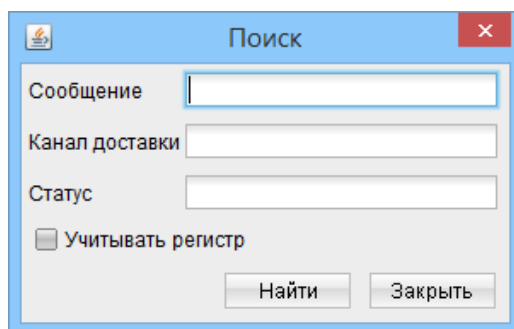 Поиск
Сообщение
Канал доставки
Статус
Учитывать регистр
Найти Закрыть